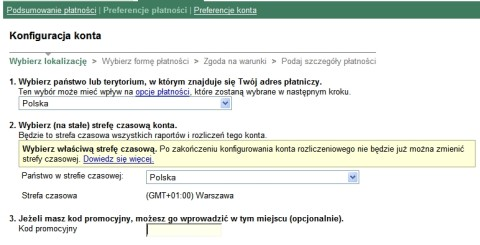 Podsumowanie płatności | Preferencje płatności | Preferencje konta
Konfiguracja konta
Wybierz lokalizację > Wybierz formę płatności > Zgoda na warunki > Podaj szczegóły płatności
1. Wybierz państwo lub terytorium, w którym znajduje się Twój adres płatniczy.
Ten wybór może mieć wpływ na opcje płatności, które zostaną wybrane w następnym kroku.
Polska
2. Wybierz (na stałe) strefę czasową konta.
Będzie to strefa czasowa wszystkich raportów i rozliczeń tego konta.
Wybierz właściwą strefę czasową. Po zakończeniu konfigurowania konta rozliczeniowego nie będzie już można zmienić
strefy czasowej. Dowiedz się więcej.
Państwo w strefie czasowej: Polska
Strefa czasowa (GMT+01:00) Warszawa
3. Jeżeli masz kod promocyjny, możesz go wprowadzić w tym miejscu (opcjonalnie).
Kod promocyjny